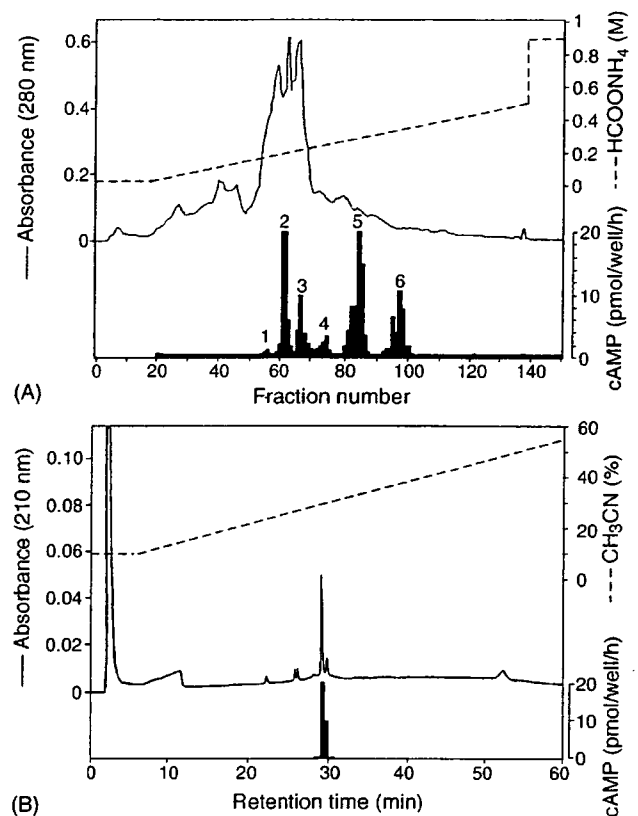 Absorbance (280 nm)
0.6
0.4
0.2
0
1
0.8
0.6
0.4
0.2
0
HCOONH4 (M)
20
10
0
cAMP (pmol/well/h)
1
2
3
4
5
6
0 20 40 60 80 100 120 140
Fraction number
(A)
Absorbance (210 nm)
0.10
0.08
0.06
0.04
0.02
0
60
40
20
0
CH3CN (%)
20
10
0
cAMP (pmol/well/h)
0 10 20 30 40 50 60
Retention time (min)
(B)